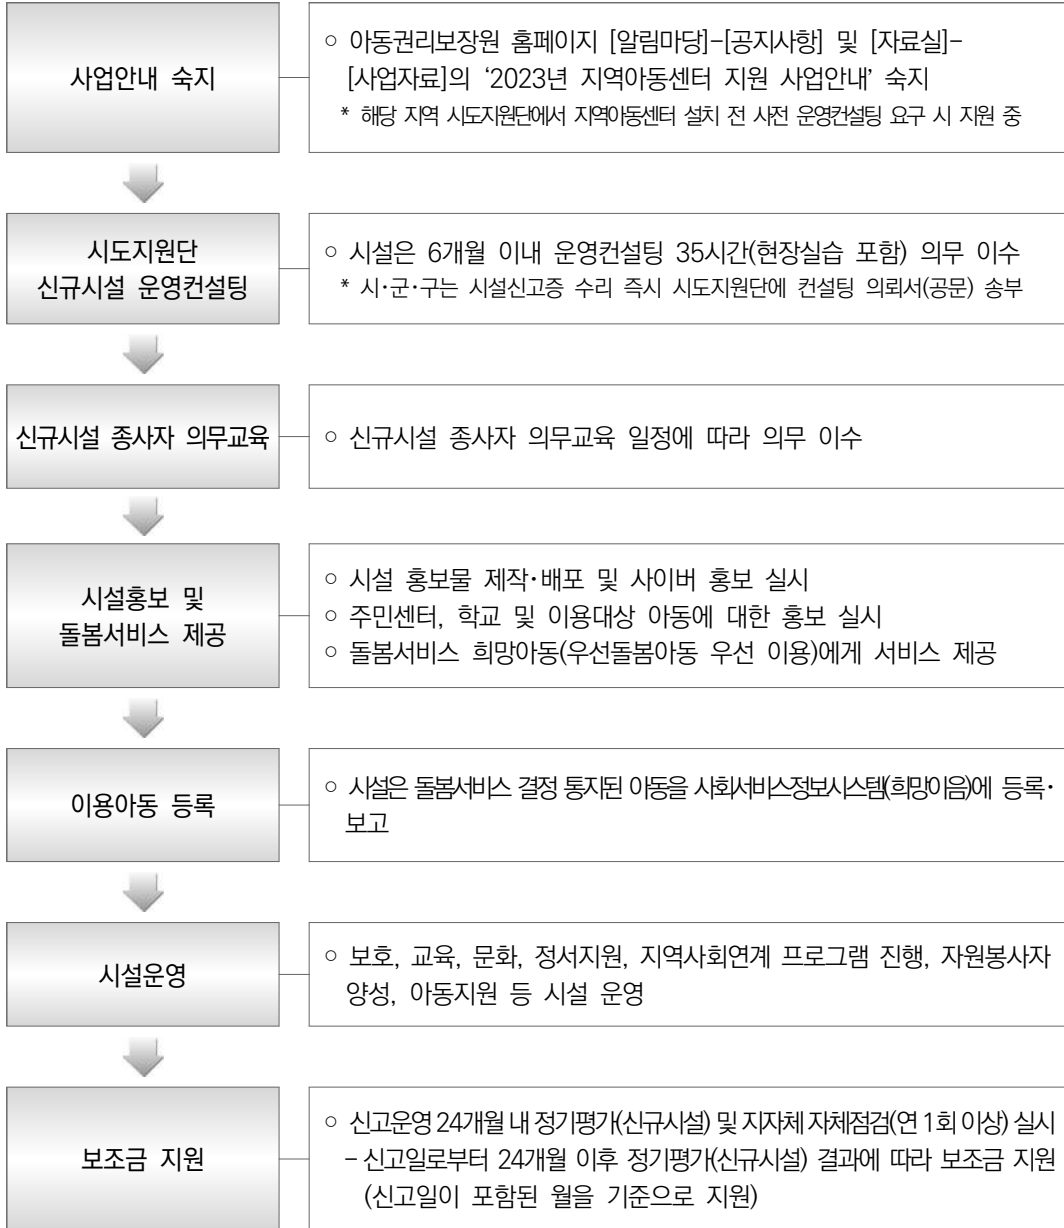 사업안내 숙지
○ 아동권리보장원 홈페이지 [알림마당]-[공지사항] 및 [자료실]-
[사업자료]의 ‘2023년 지역아동센터 지원 사업안내’ 숙지
* 해당 지역 시도지원단에서 지역아동센터 설치 전 사전 운영컨설팅 요구 시 지원 중
시도지원단
신규시설 운영컨설팅
○ 시설은 6개월 이내 운영컨설팅 35시간(현장실습 포함) 의무 이수
* 시·군·구는 시설신고증 수리 즉시 시도지원단에 컨설팅 의뢰서(공문) 송부
신규시설 종사자 의무교육
○ 신규시설 종사자 의무교육 일정에 따라 의무 이수
시설홍보 및
돌봄서비스 제공
○ 시설 홍보물 제작·배포 및 사이버 홍보 실시
○ 주민센터, 학교 및 이용대상 아동에 대한 홍보 실시
○ 돌봄서비스 희망아동(우선돌봄아동 우선 이용)에게 서비스 제공
이용아동 등록
○ 시설은 돌봄서비스 결정 통지된 아동을 사회서비스정보시스템(희망이음)에 등록·
보고
시설운영
○ 보호, 교육, 문화, 정서지원, 지역사회연계 프로그램 진행, 자원봉사자
양성, 아동지원 등 시설 운영
보조금 지원
○ 신고운영 24개월 내 정기평가(신규시설) 및 지자체 자체점검(연 1회 이상) 실시
- 신고일로부터 24개월 이후 정기평가(신규시설) 결과에 따라 보조금 지원
(신고일이 포함된 월을 기준으로 지원)